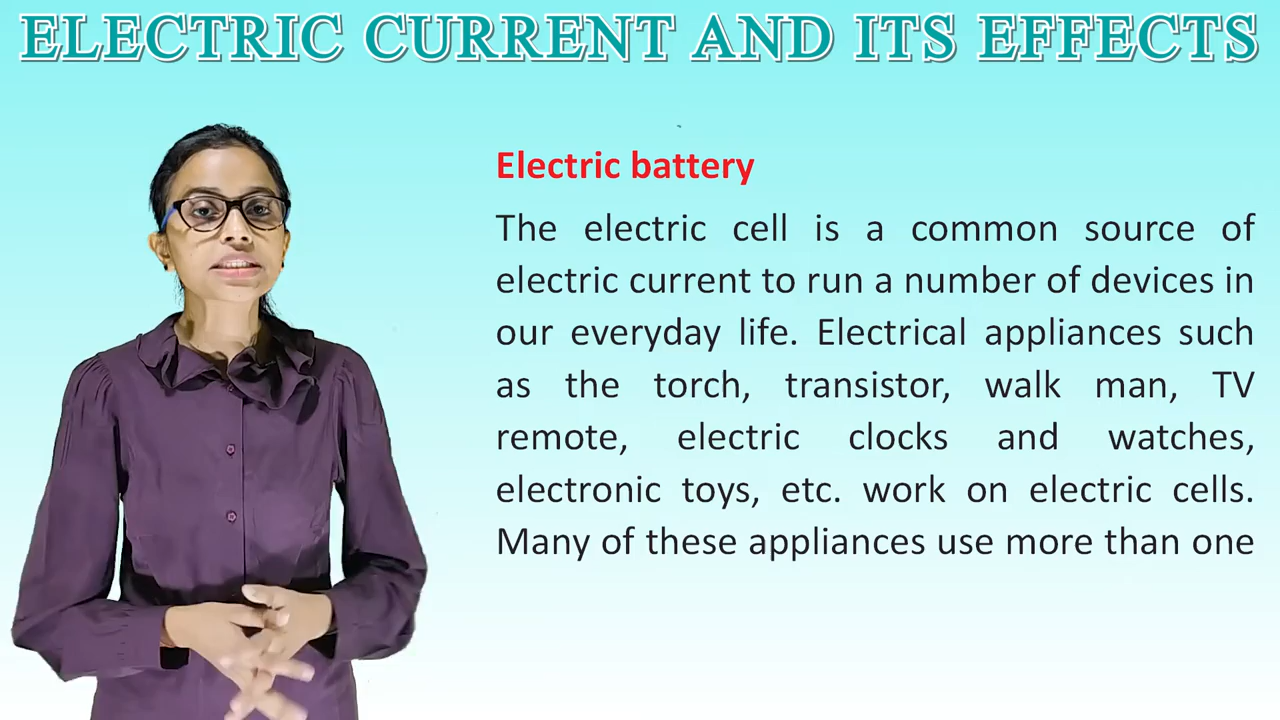 ELECTRIC CURRENT AND ITS EFFECTS
Electric battery
The electric cell is a common source of
electric current to run a number of devices in
our everyday life. Electrical appliances such
as the torch, transistor, walk man, TV
remote, electric clocks and watches,
electronic toys, etc. work on electric cells.
Many of these appliances use more than one